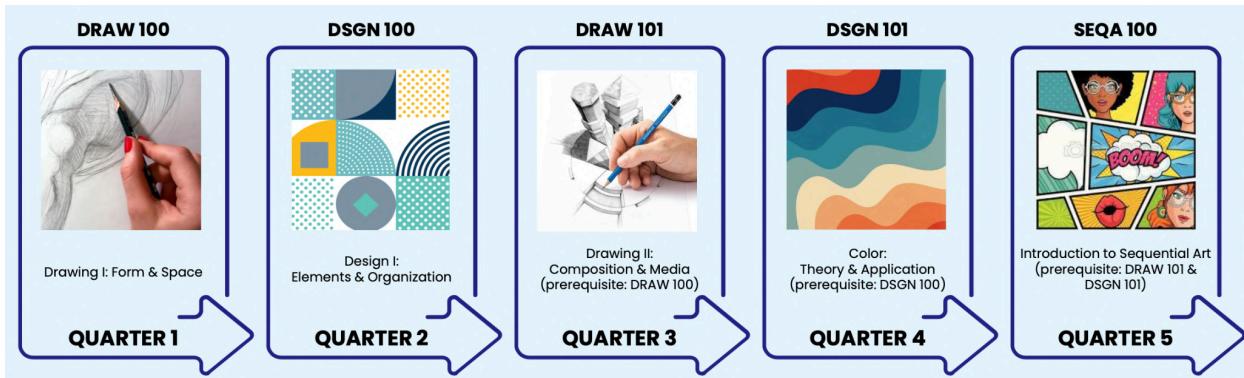 DRAW 100
Drawing I: Form & Space
QUARTER 1
DSGN 100
Design I:
Elements & Organization
QUARTER 2
DRAW 101
Drawing II:
Composition & Media
(prerequisite: DRAW 100)
QUARTER 3
DSGN 101
Color:
Theory & Application
(prerequisite: DSGN 100)
QUARTER 4
SEQA 100
BOOM!
Introduction to Sequential Art
(prerequisite: DRAW 101 &
DSGN 101)
QUARTER 5